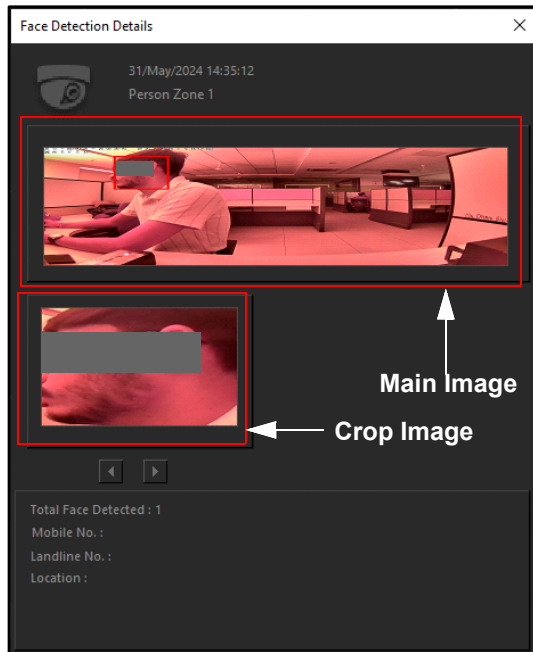 Face Detection Details
31/May/2024 14:35:12
Person Zone 1
Main Image
Crop Image
Total Face Detected : 1
Mobile No. :
Landline No. :
Location :